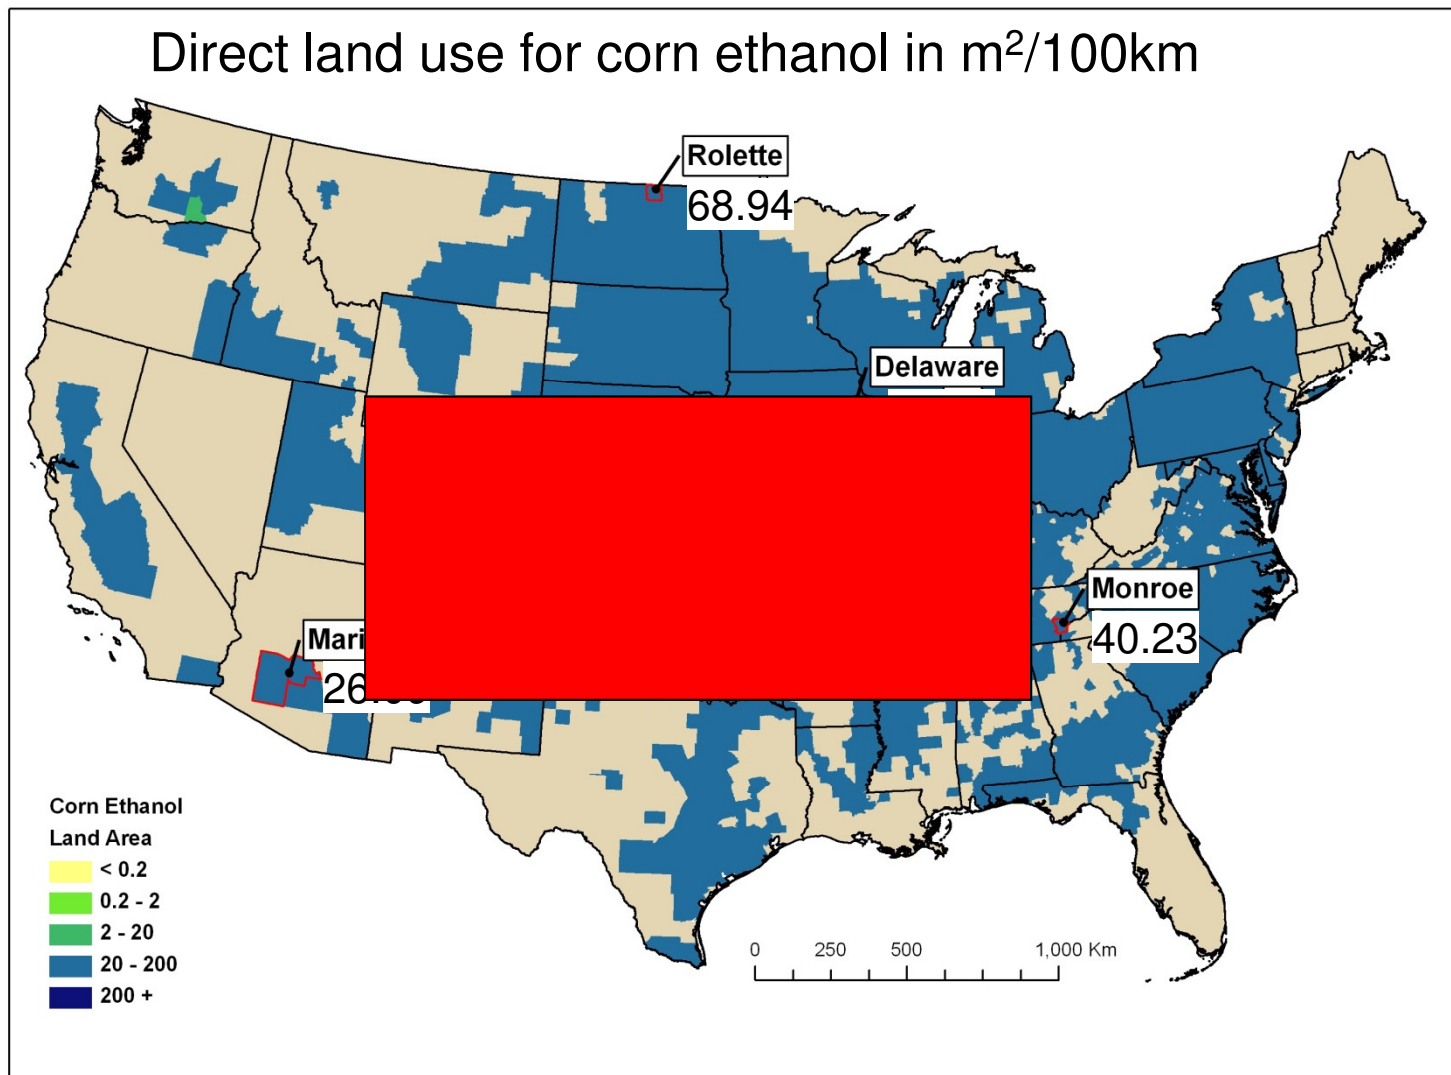 Direct land use for corn ethanol in m²/100km
Rolette
68.94
Delaware
Monroe
40.23
Corn Ethanol
Land Area
< 0.2
0.2 - 2
2 - 20
20 - 200
200 +
0 250 500 1,000 Km